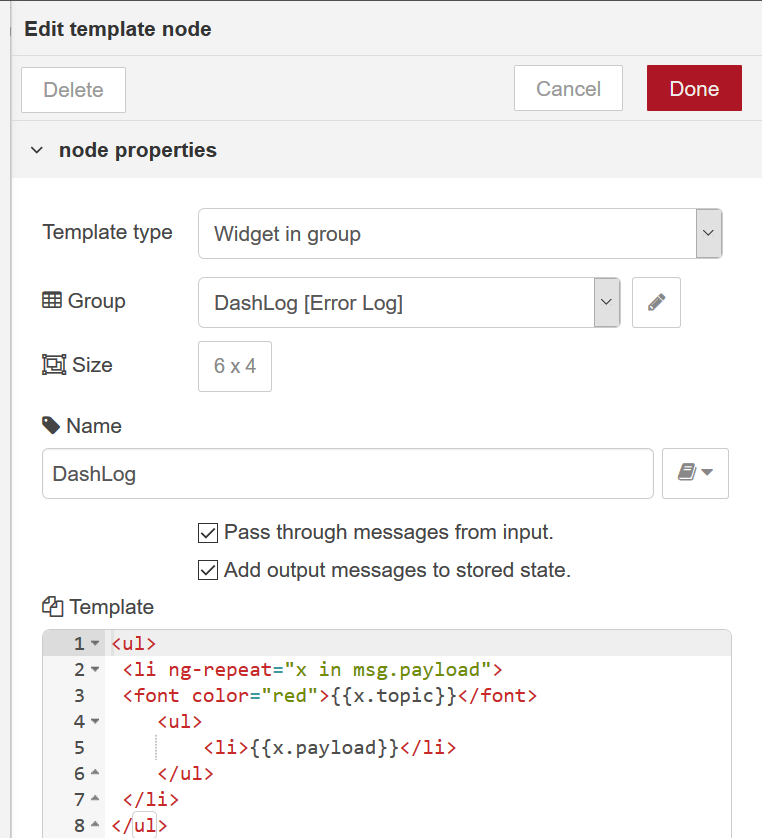 Edit template node
Delete Cancel Done
node properties
Template type Widget in group
Group DashLog [Error Log]
Size 6 x 4
Name
DashLog
Pass through messages from input.
Add output messages to stored state.
Template
1 <ul>
2 <li ng-repeat="x in msg.payload">
3 <font color="red">{{x.topic}}</font>
4 <ul>
5 <li>{{x.payload}}</li>
6 </ul>
7 </li>
8 </ul>